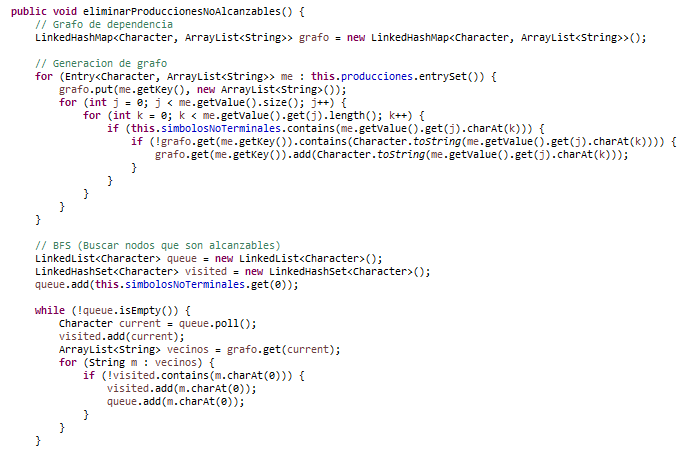 public void eliminarProduccionesNoAlcanzables() {
// Grafo de dependencia
LinkedHashMap<Character, ArrayList<String>> grafo = new LinkedHashMap<Character, ArrayList<String>>();
// Generacion de grafo
for (Entry<Character, ArrayList<String>> me : this.producciones.entrySet()) {
grafo.put(me.getKey(), new ArrayList<String>());
for (int j = 0; j < me.getValue().size(); j++) {
for (int k = 0; k < me.getValue().get(j).length(); k++) {
if (this.simbolosNoTerminales.contains(me.getValue().get(j).charAt(k))) {
if (!grafo.get(me.getKey()).contains(Character.toString(me.getValue().get(j).charAt(k)))) {
grafo.get(me.getKey()).add(Character.toString(me.getValue().get(j).charAt(k)));
}
}
}
}
}
// BFS (Buscar nodos que son alcanzables)
LinkedList<Character> queue = new LinkedList<Character>();
LinkedHashSet<Character> visited = new LinkedHashSet<Character>();
queue.add(this.simbolosNoTerminales.get(0));
while (!queue.isEmpty()) {
Character current = queue.poll();
visited.add(current);
ArrayList<String> vecinos = grafo.get(current);
for (String m : vecinos) {
if (!visited.contains(m.charAt(0))) {
visited.add(m.charAt(0));
queue.add(m.charAt(0));
}
}
}